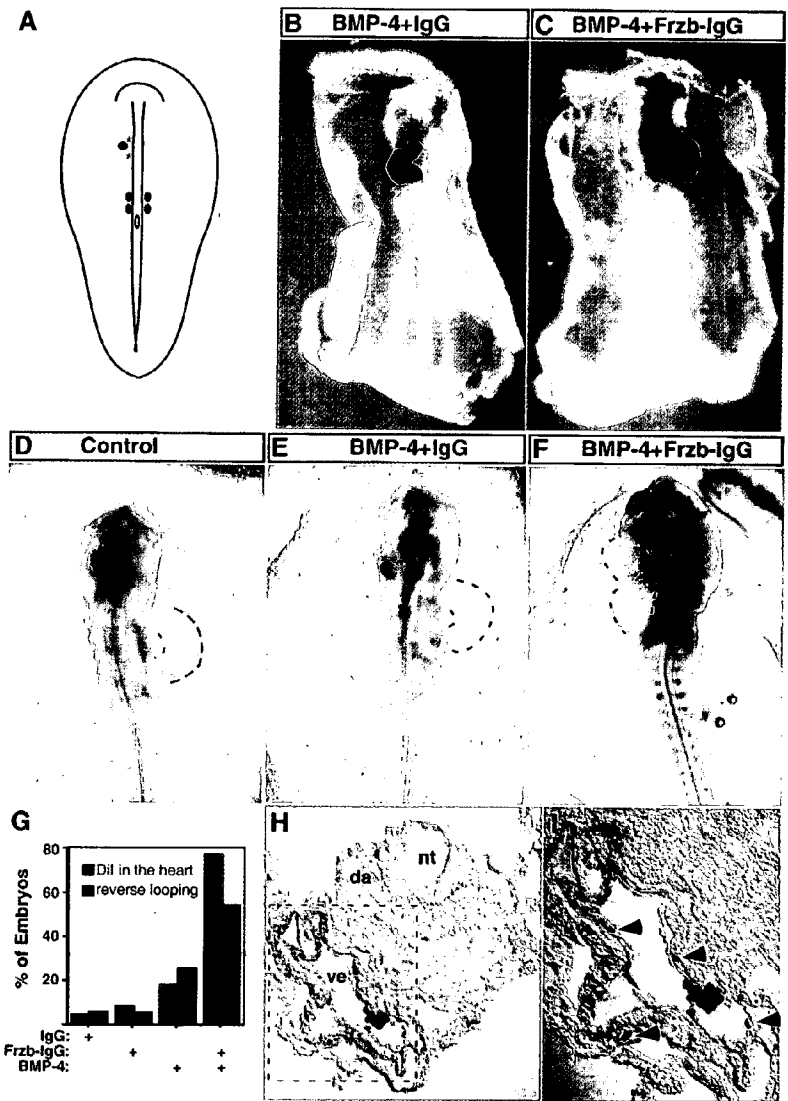 A
B BMP-4+IgG
C BMP-4+Frzb-IgG
D Control
E BMP-4+IgG
F BMP-4+Frzb-IgG
G
80
60
40
20
% of Embryos
DiI in the heart
reverse looping
IgG: +
Frzb-IgG: + +
BMP-4: + +
H
nt
da
ve
I